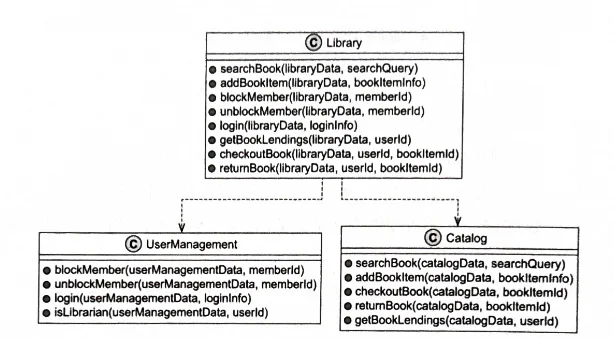 C Library
searchBook(libraryData, searchQuery)
addBookItem(libraryData, bookItemInfo)
blockMember(libraryData, memberId)
unblockMember(libraryData, memberId)
login(libraryData, loginInfo)
getBookLendings(libraryData, userId)
checkoutBook(libraryData, userId, bookItemId)
returnBook(libraryData, userId, bookItemId)
C UserManagement
blockMember(userManagementData, memberId)
unblockMember(userManagementData, memberId)
login(userManagementData, loginInfo)
isLibrarian(userManagementData, userId)
C Catalog
searchBook(catalogData, searchQuery)
addBookItem(catalogData, bookItemInfo)
checkoutBook(catalogData, bookItemId)
returnBook(catalogData, bookItemId)
getBookLendings(catalogData, userId)